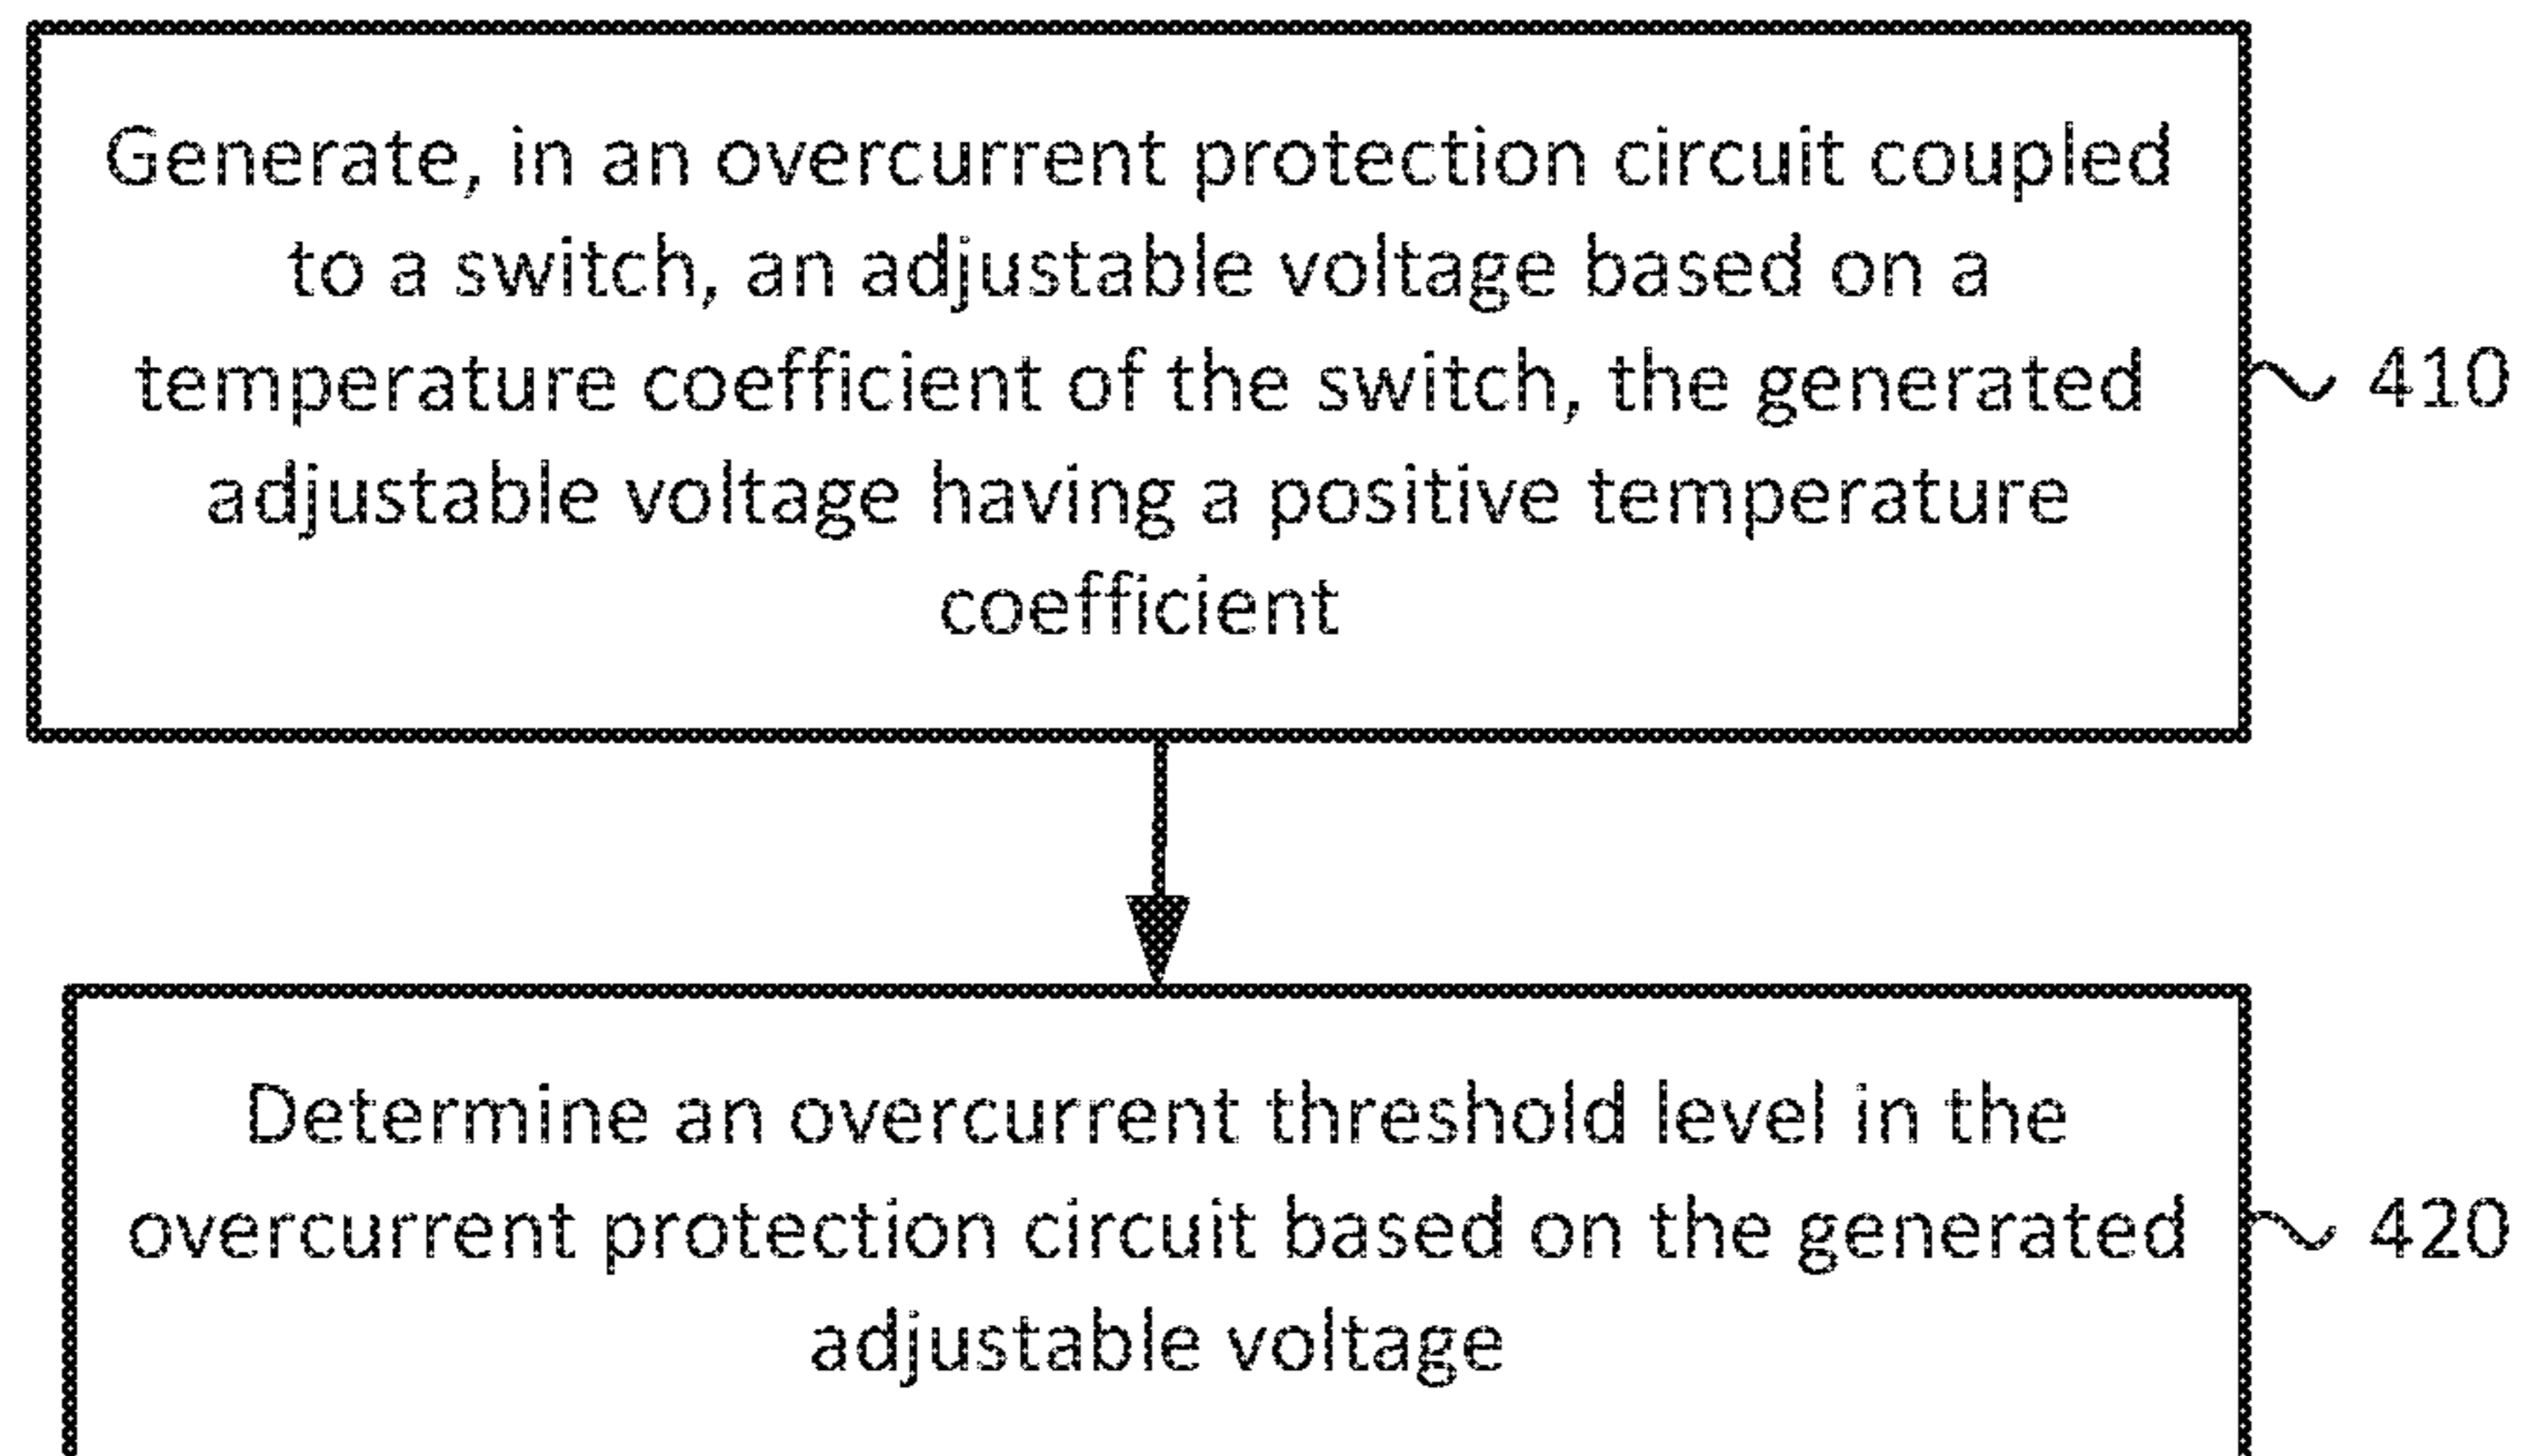 Generate, in an overcurrent protection circuit coupled
to a switch, an adjustable voltage based on a
temperature coefficient of the switch, the generated
adjustable voltage having a positive temperature
coefficient
410
Determine an overcurrent threshold level in the
overcurrent protection circuit based on the generated
adjustable voltage
420